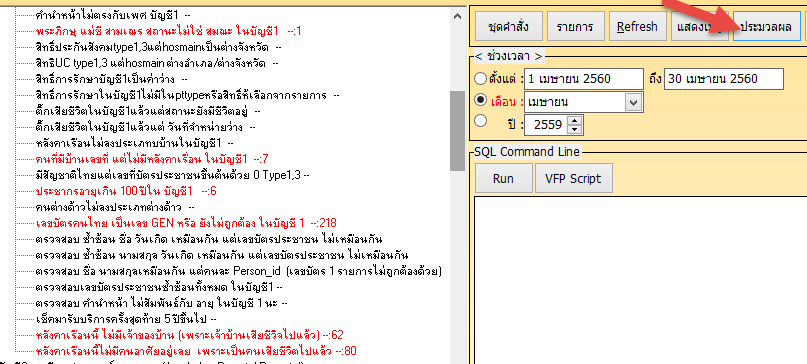 คำนำหน้าไม่ตรงกับเพศ บัญชี1 --
พระภิกษุ แม่ชี สามเณร สถานะไม่ใช่ สมณะ ในบัญชี1 --:1
สิทธิ์ประกันสังคมtype1,3แต่hosmainเป็นต่างจังหวัด --
สิทธิUC type1,3 แต่hosmainต่างอำเภอ/ต่างจังหวัด --
สิทธิ์การรักษาบัญชี1เป็นค่าว่าง --
สิทธิ์การรักษาในบัญชี1ไม่มีในpttypeหรือสิทธิ์ที่เลือกจากรายการ --
ติ๊กเสียชีวิตในบัญชี1แล้วแต่สถานะยังมีชีวิตอยู่ --
ติ๊กเสียชีวิตในบัญชี1แล้วแต่ วันที่จำหน่ายว่าง --
หลังคาเรือนไม่ลงประเภทบ้านในบัญชี1 --
คนที่มีบ้านเลขที่ แต่ไม่มีหลังคาเรื่อน ในบัญชี1 --:7
มีสัญชาติไทยแต่เลขที่บัตรประชาชนขึ้นต้นด้วย 0 Type1,3 --
ประชากรอายุเกิน 100ปีใน บัญชี1 --:6
คนต่างด้าวไม่ลงประเภทต่างด้าว --
เลขบัตรคนไทย เป็นเลข GEN หรือ ยังไม่ถูกต้อง ในบัญชี 1 --:218
ตรวจสอบ ซ้ำซ้อน ชื่อ วันเกิด เหมือนกัน แต่เลขบัตรประชาชน ไม่เหมือนกัน
ตรวจสอบ ซ้ำซ้อน นามสกุล วันเกิด เหมือนกัน แต่เลขบัตรประชาชน ไม่เหมือนกัน --
ตรวจสอบ ชื่อ นามสกุลเหมือนกัน แต่คนละ Person_id (เลขบัตร 1 รายการไม่ถูกต้องด้วย)
ตรวจสอบเลขบัตรประชาชนซ้ำซ้อนทั้งหมด ในบัญชี1 --
ตรวจสอบ คำนำหน้า ไม่สัมพันธ์กับ อายุ ในบัญชี 1 นะ --
เช็คมารับบริการครั้งสุดท้าย 5 ปีขึ้นไป --
หลังคาเรือนนี้ ไม่มีเจ้าของบ้าน (เพราะเจ้าบ้านเสียชีวิจไปแล้ว) --:62
หลังคาเรือนนี้ไม่มีคนอาศัยอยู่เลย เพราะเป็นคนเสียชีวิตไปแล้ว --:80
ชุดคำสั่ง รายการ Refresh ประมวลผล
< ช่วงเวลา >
ตั้งแต่ : 1 เมษายน 2560 ถึง 30 เมษายน 2560
เดือน : เมษายน
ปี : 2559
SQL Command Line
Run VFP Script